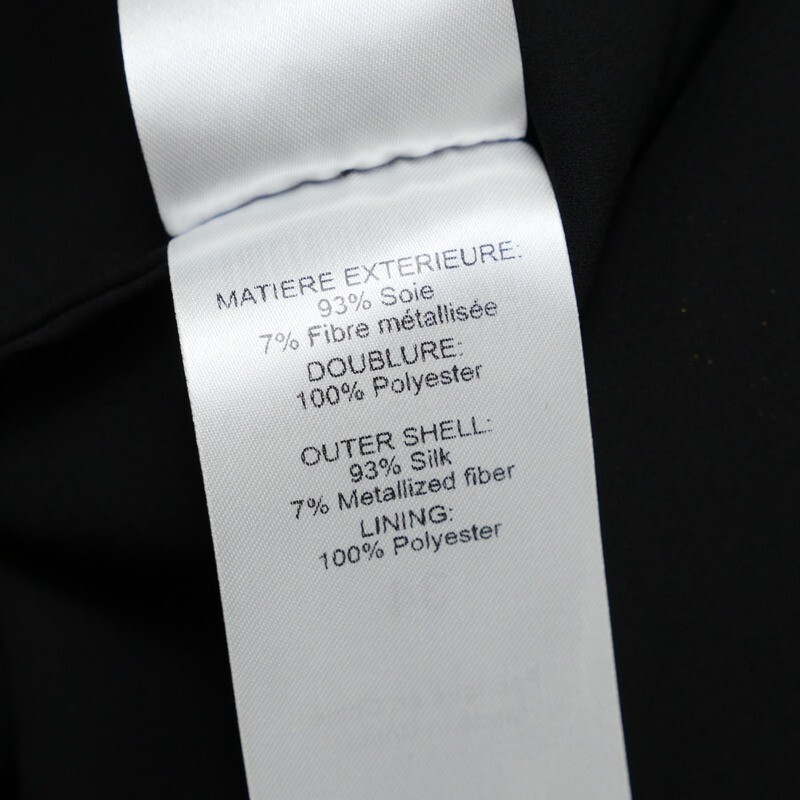 MATIERE EXTERIEURE:
93% Soie
7% Fibre métallisée
DOUBLURE:
100% Polyester
OUTER SHELL:
93% Silk
7% Metallized fiber
LINING:
100% Polyester